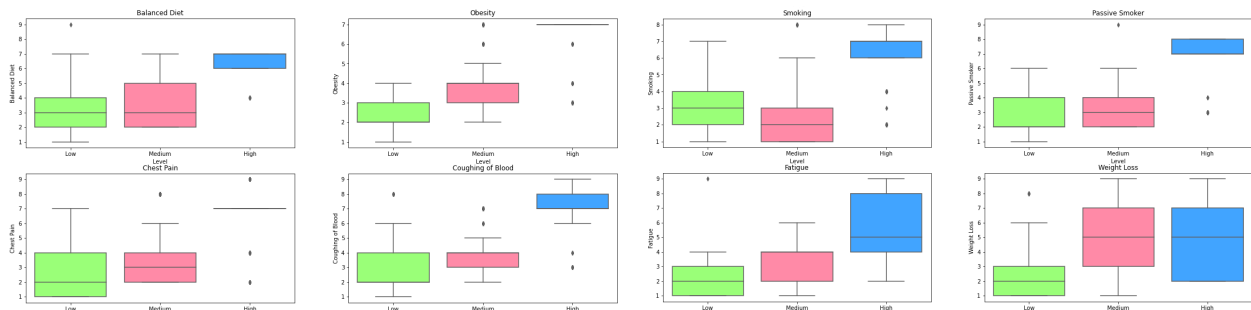 Balanced Diet
Balanced Diet
9
8
7
6
5
4
3
2
1
Low Medium High
Level
Obesity
Obesity
7
6
5
4
3
2
1
Low Medium High
Level
Smoking
Smoking
8
7
6
5
4
3
2
1
Low Medium High
Level
Passive Smoker
Passive Smoker
9
8
7
6
5
4
3
2
1
Low Medium High
Level
Chest Pain
Chest Pain
9
8
7
6
5
4
3
2
1
Low Medium High
Coughing of Blood
Coughing of Blood
9
8
7
6
5
4
3
2
1
Low Medium High
Fatigue
Fatigue
9
8
7
6
5
4
3
2
1
Low Medium High
Weight Loss
Weight Loss
9
8
7
6
5
4
3
2
1
Low Medium High